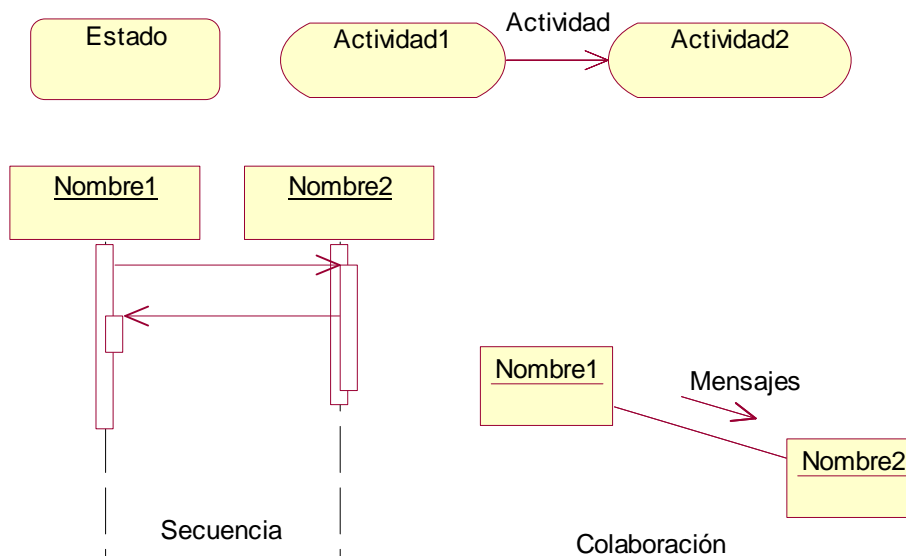 Estado
Actividad1
Actividad
Actividad2
Nombre1
Nombre2
Nombre1
Mensajes
Nombre2
Secuencia
Colaboración